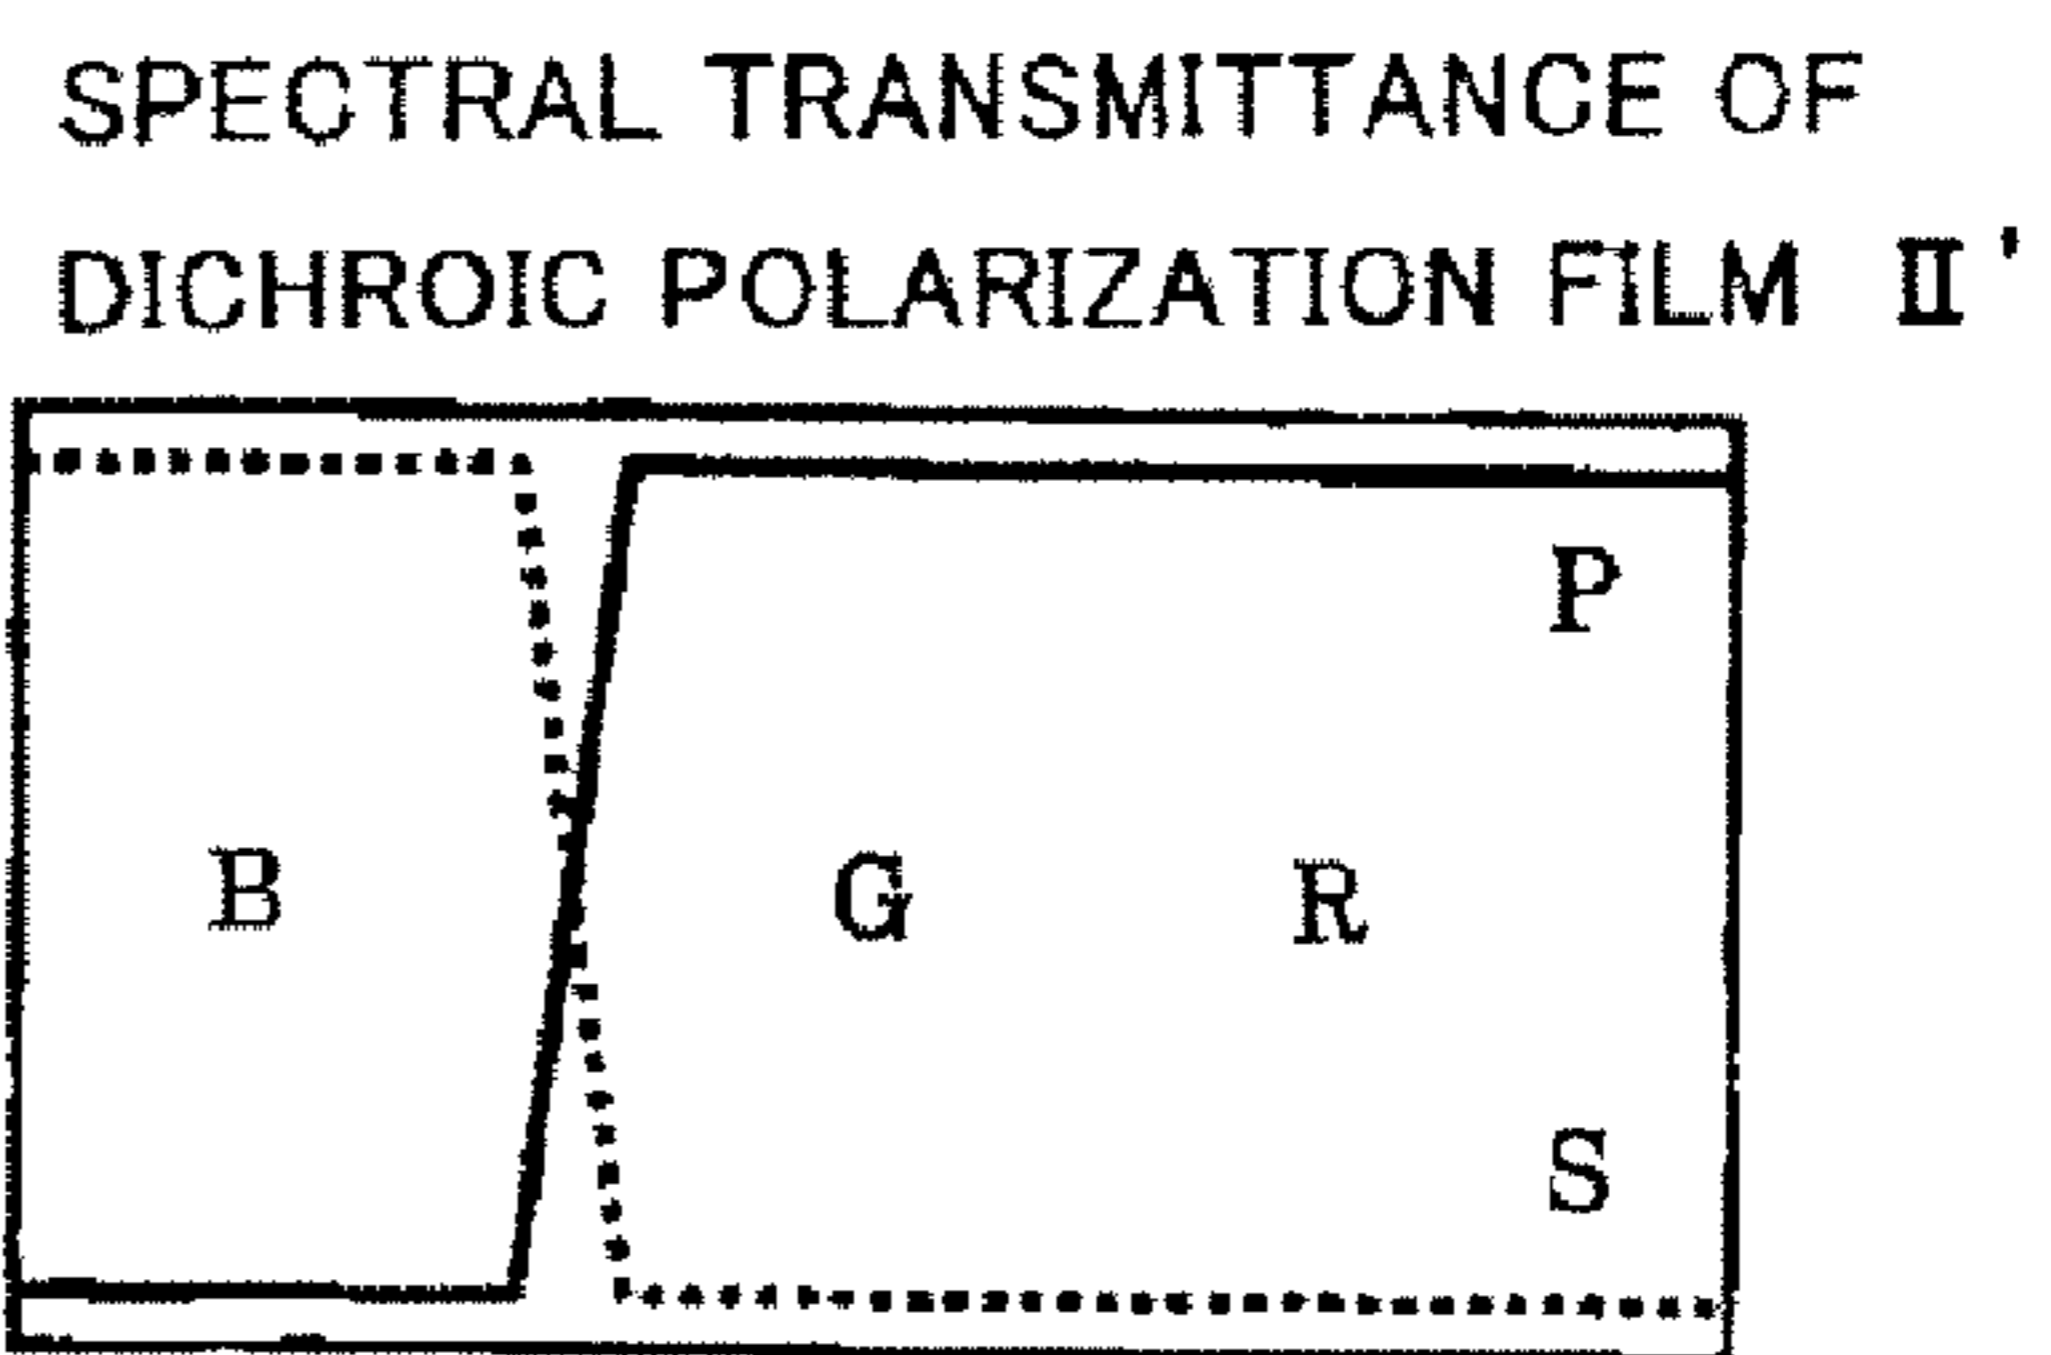 SPECTRAL TRANSMITTANCE OF
DICHROIC POLARIZATION FILM II'
P
B G R
S